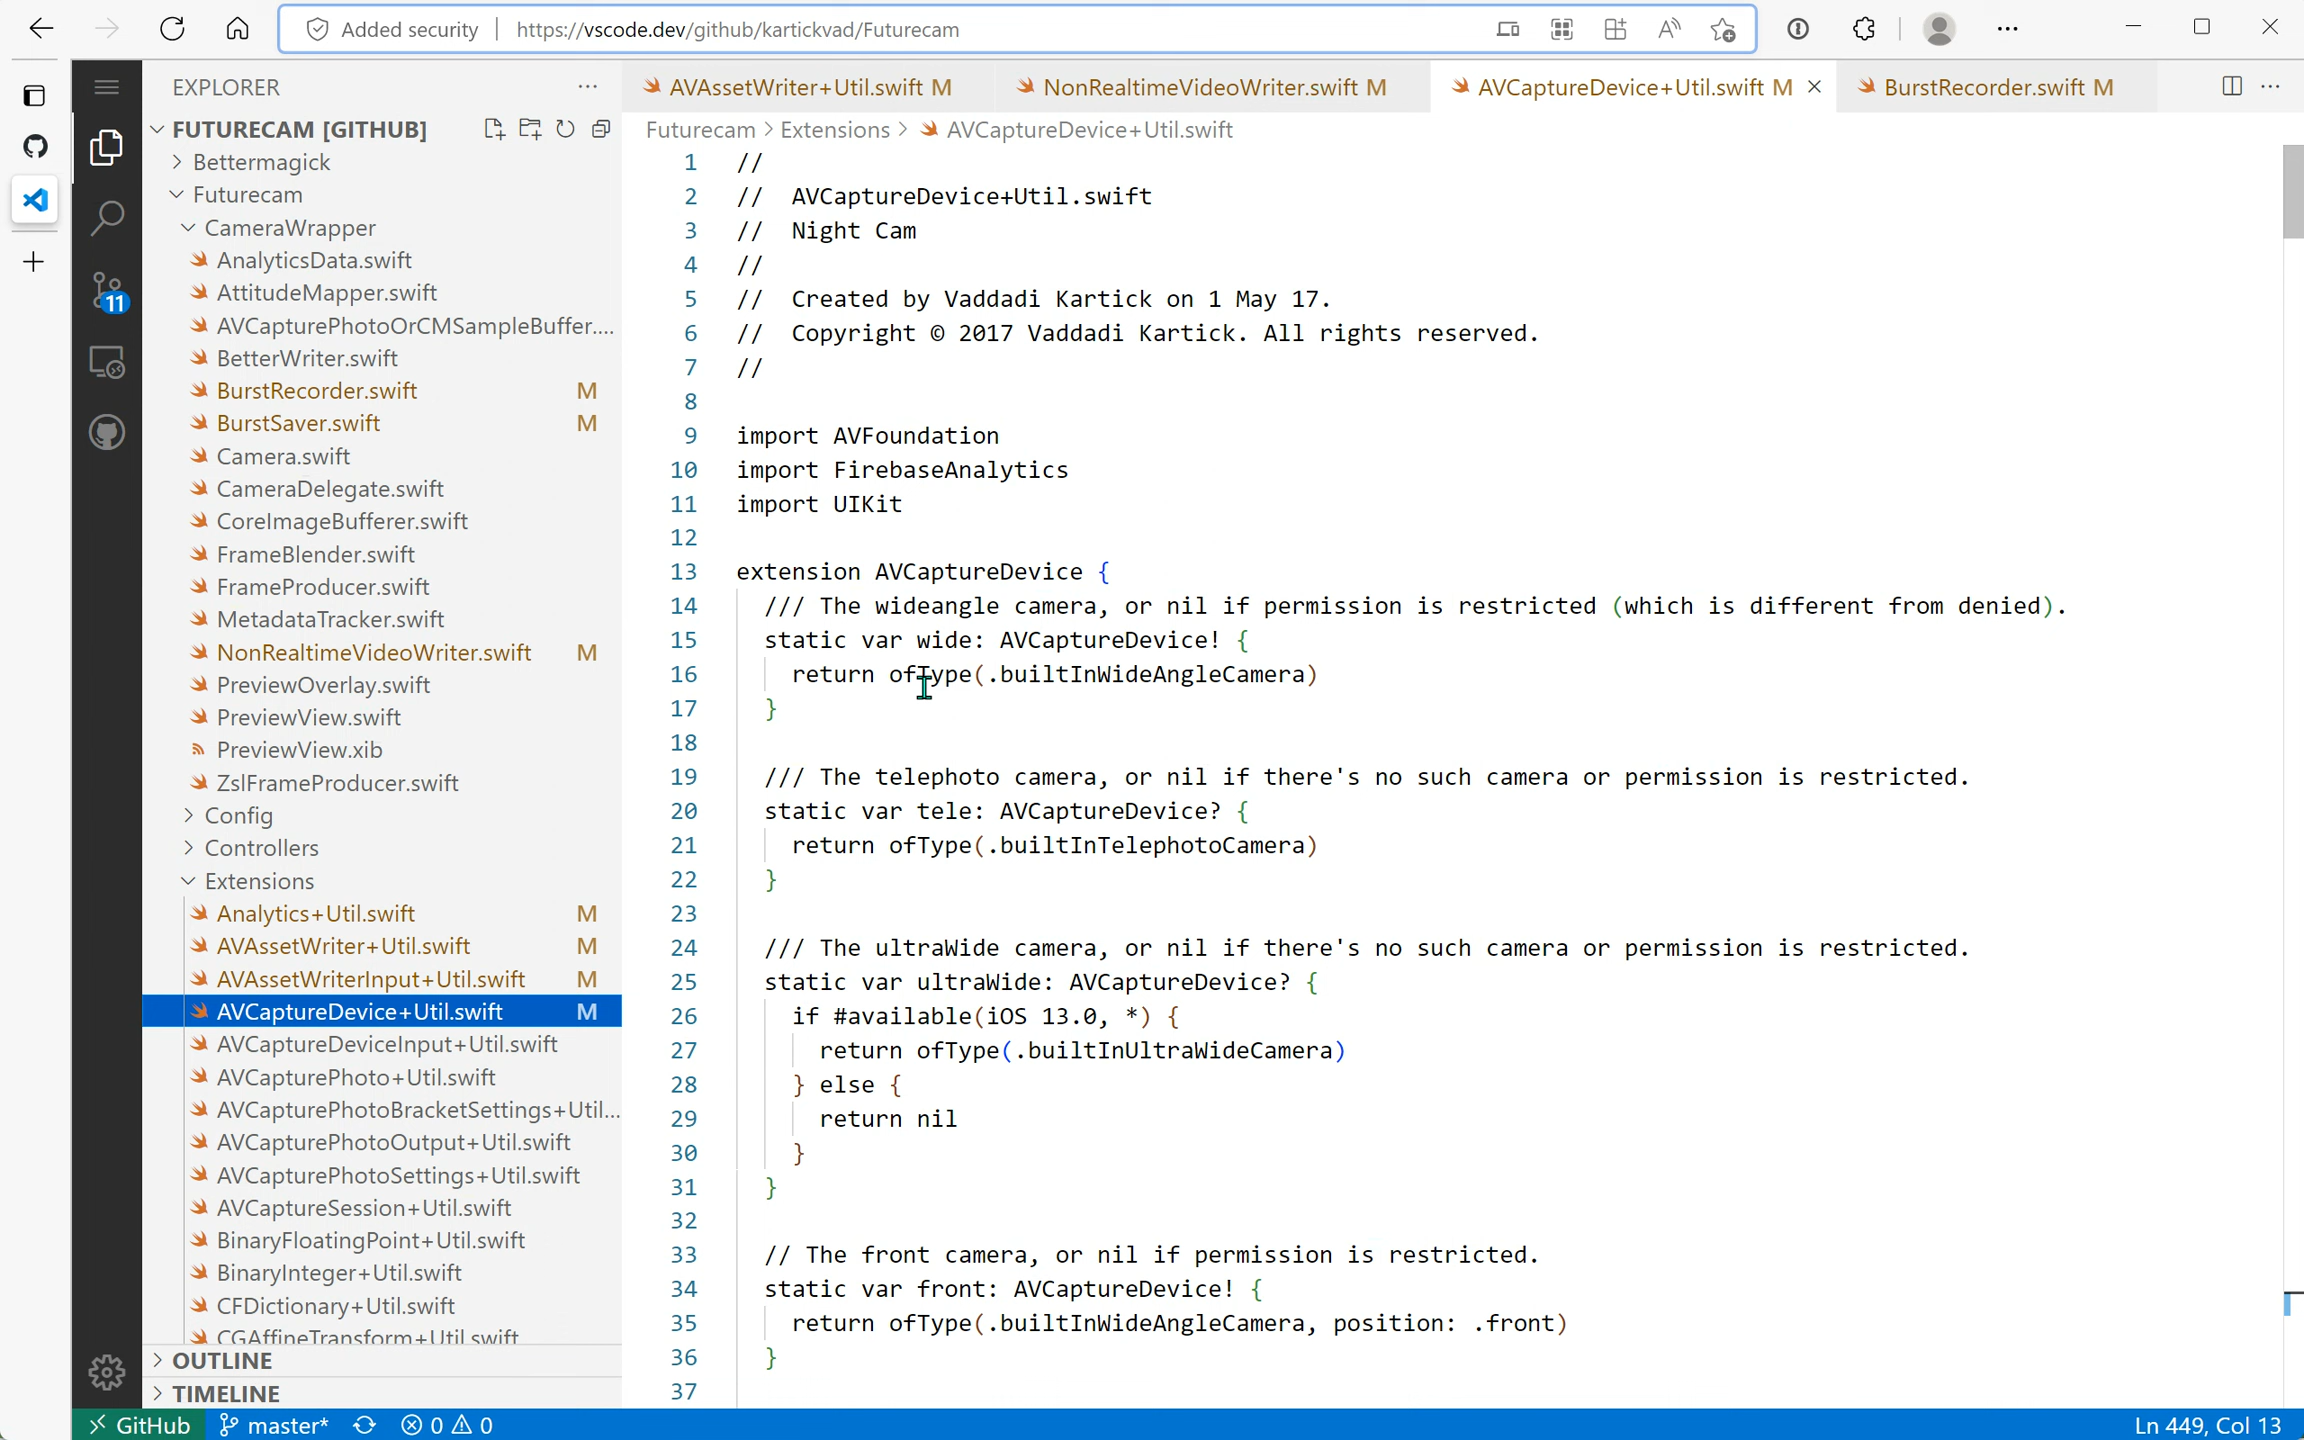 Added security
https://vscode.dev/github/kartickvad/Futurecam
EXPLORER
AVAssetWriter+Util.swift M
NonRealtimeVideoWriter.swift M
AVCaptureDevice+Util.swift M
BurstRecorder.swift M
FUTURECAM [GITHUB]
Bettermagick
Futurecam
CameraWrapper
AnalyticsData.swift
AttitudeMapper.swift
AVCapturePhotoOrCMSampleBuffer....
BetterWriter.swift
BurstRecorder.swift M
BurstSaver.swift M
Camera.swift
CameraDelegate.swift
CoreImageBufferer.swift
FrameBlender.swift
FrameProducer.swift
MetadataTracker.swift
NonRealtimeVideoWriter.swift M
PreviewOverlay.swift
PreviewView.swift
PreviewView.xib
ZslFrameProducer.swift
Config
Controllers
Extensions
Analytics+Util.swift M
AVAssetWriter+Util.swift M
AVAssetWriterInput+Util.swift M
AVCaptureDevice+Util.swift M
AVCaptureDeviceInput+Util.swift
AVCapturePhoto+Util.swift
AVCapturePhotoBracketSettings+Util...
AVCapturePhotoOutput+Util.swift
AVCapturePhotoSettings+Util.swift
AVCaptureSession+Util.swift
BinaryFloatingPoint+Util.swift
BinaryInteger+Util.swift
CFDictionary+Util.swift
CGAffineTransform+Util.swift
OUTLINE
TIMELINE
11
Futurecam > Extensions > AVCaptureDevice+Util.swift
1 //
2 // AVCaptureDevice+Util.swift
3 // Night Cam
4 //
5 // Created by Vaddadi Kartick on 1 May 17.
6 // Copyright © 2017 Vaddadi Kartick. All rights reserved.
7 //
8
9 import AVFoundation
10 import FirebaseAnalytics
11 import UIKit
12
13 extension AVCaptureDevice {
14 /// The wideangle camera, or nil if permission is restricted (which is different from denied).
15 static var wide: AVCaptureDevice! {
16 return ofType(.builtInWideAngleCamera)
17 }
18
19 /// The telephoto camera, or nil if there's no such camera or permission is restricted.
20 static var tele: AVCaptureDevice? {
21 return ofType(.builtInTelephotoCamera)
22 }
23
24 /// The ultraWide camera, or nil if there's no such camera or permission is restricted.
25 static var ultraWide: AVCaptureDevice? {
26 if #available(iOS 13.0, *) {
27 return ofType(.builtInUltraWideCamera)
28 } else {
29 return nil
30 }
31 }
32
33 // The front camera, or nil if permission is restricted.
34 static var front: AVCaptureDevice! {
35 return ofType(.builtInWideAngleCamera, position: .front)
36 }
37
GitHub
master*
0 0
Ln 449, Col 13